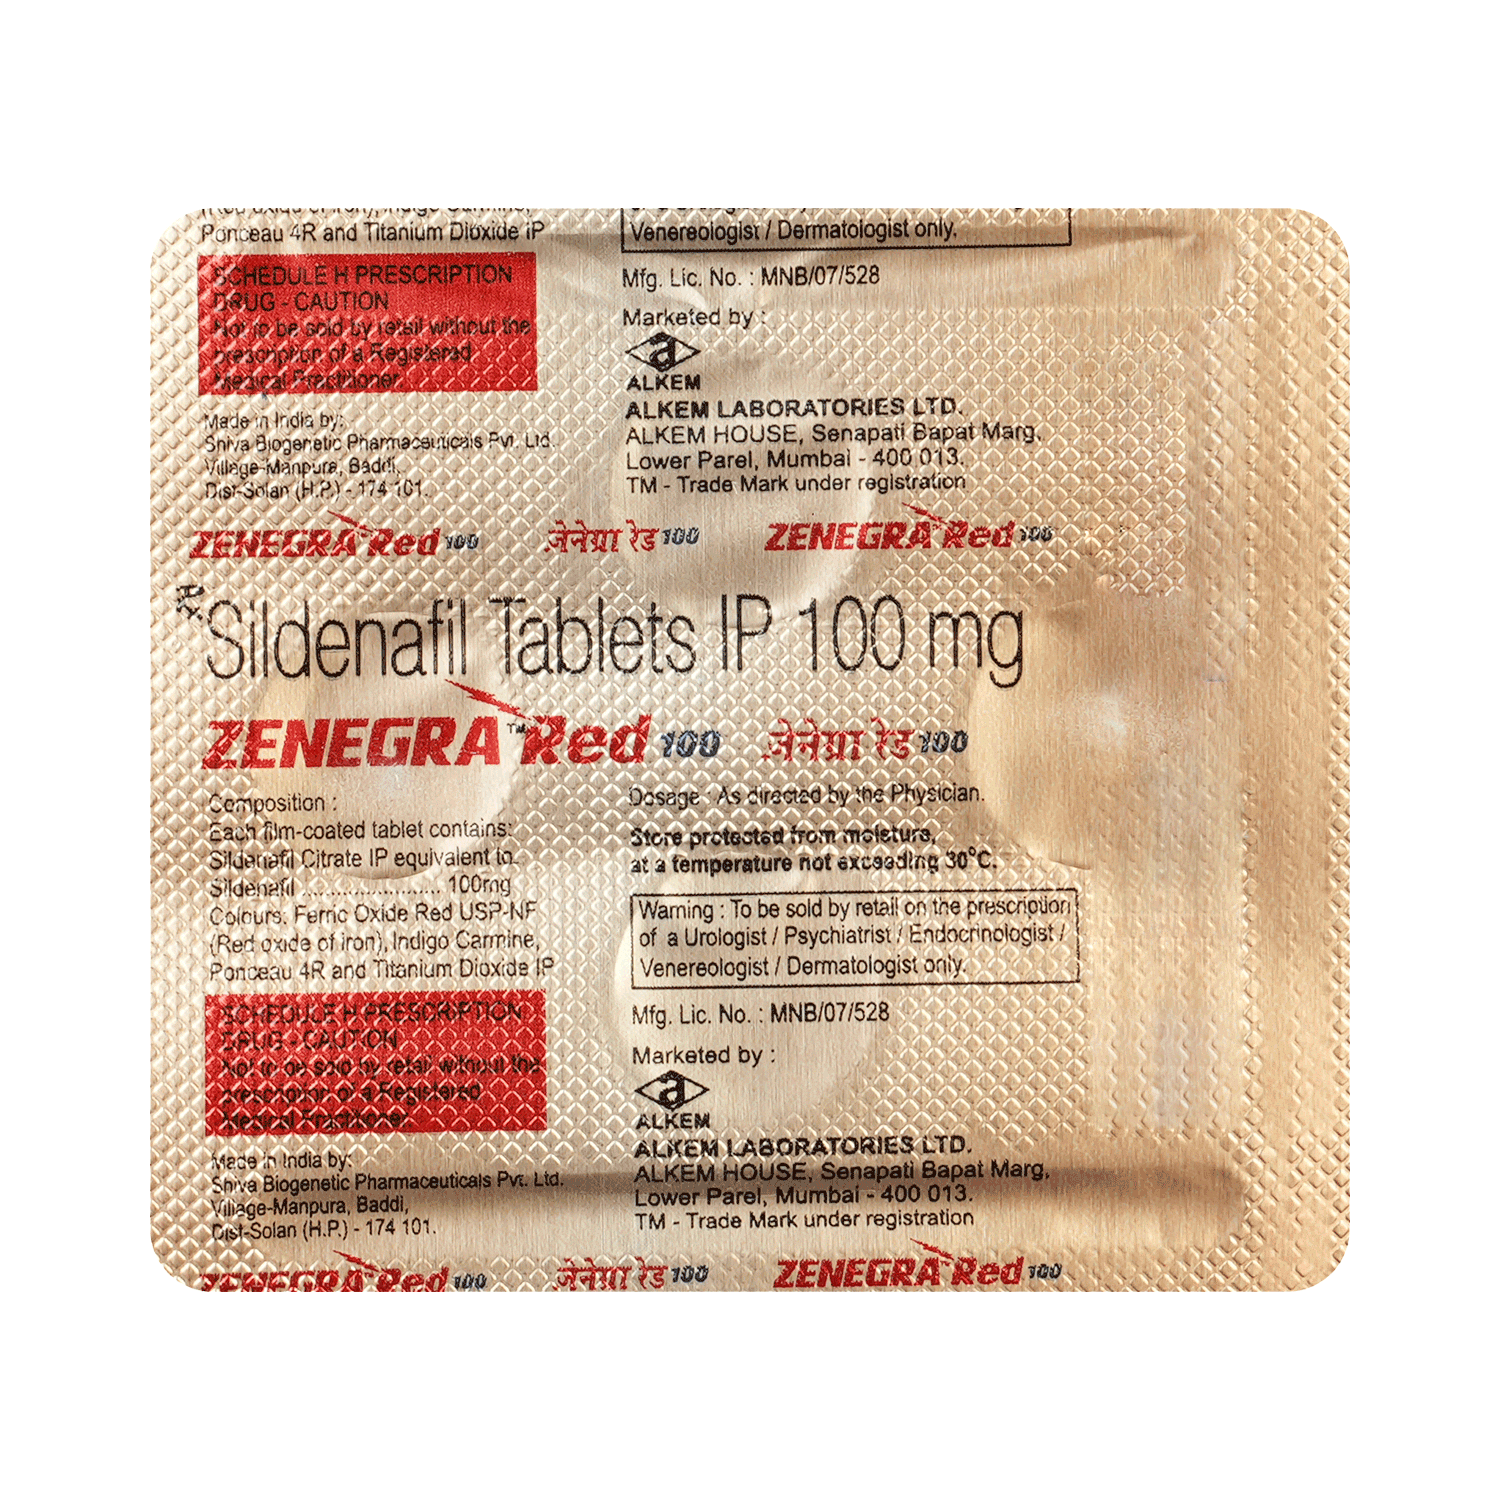 Ponceau 4R and Titanium Dioxide IP
SCHEDULE H PRESCRIPTION
DRUG - CAUTION
Not to be sold by retail without the
prescription of a Registered
Medical Practitioner.
Made in India by:
Shiva Biogenetic Pharmaceuticals Pvt. Ltd.
Village-Manpura, Baddi,
Dist-Solan (H.P.) - 174 101.
Venereologist / Dermatologist only.
Mfg. Lic. No. : MNB/07/528
Marketed by :
a
ALKEM
ALKEM LABORATORIES LTD.
ALKEM HOUSE, Senapati Bapat Marg,
Lower Parel, Mumbai - 400 013.
TM - Trade Mark under registration
ZENEGRA™ Red 100 जेनेग्रा रेड 100 ZENEGRA™ Red 100
Rx Sildenafil Tablets IP 100 mg
ZENEGRA™ Red 100 जेनेग्रा रेड 100
Composition :
Each film-coated tablet contains:
Sildenafil Citrate IP equivalent to
Sildenafil ...................... 100mg
Colours: Ferric Oxide Red USP-NF
(Red oxide of iron), Indigo Carmine,
Ponceau 4R and Titanium Dioxide IP
SCHEDULE H PRESCRIPTION
DRUG - CAUTION
Not to be sold by retail without the
prescription of a Registered
Medical Practitioner.
Made in India by:
Shiva Biogenetic Pharmaceuticals Pvt. Ltd.
Village-Manpura, Baddi,
Dist-Solan (H.P.) - 174 101.
Dosage : As directed by the Physician.
Store protected from moisture,
at a temperature not exceeding 30°C.
Warning : To be sold by retail on the prescription
of a Urologist / Psychiatrist / Endocrinologist /
Venereologist / Dermatologist only.
Mfg. Lic. No. : MNB/07/528
Marketed by :
a
ALKEM
ALKEM LABORATORIES LTD.
ALKEM HOUSE, Senapati Bapat Marg,
Lower Parel, Mumbai - 400 013.
TM - Trade Mark under registration
ZENEGRA™ Red 100 जेनेग्रा रेड 100 ZENEGRA™ Red 100